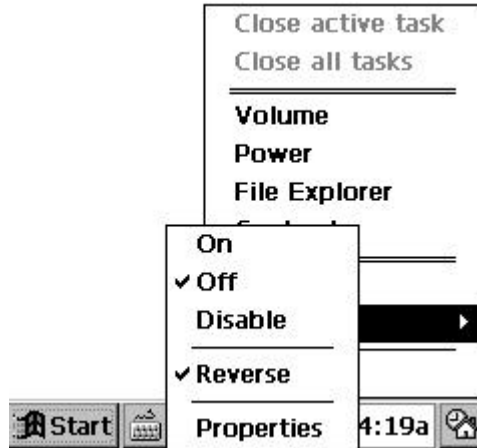 Close active task
Close all tasks
Volume
Power
File Explorer
On
Off
Disable
Reverse
Properties
Start
4:19a